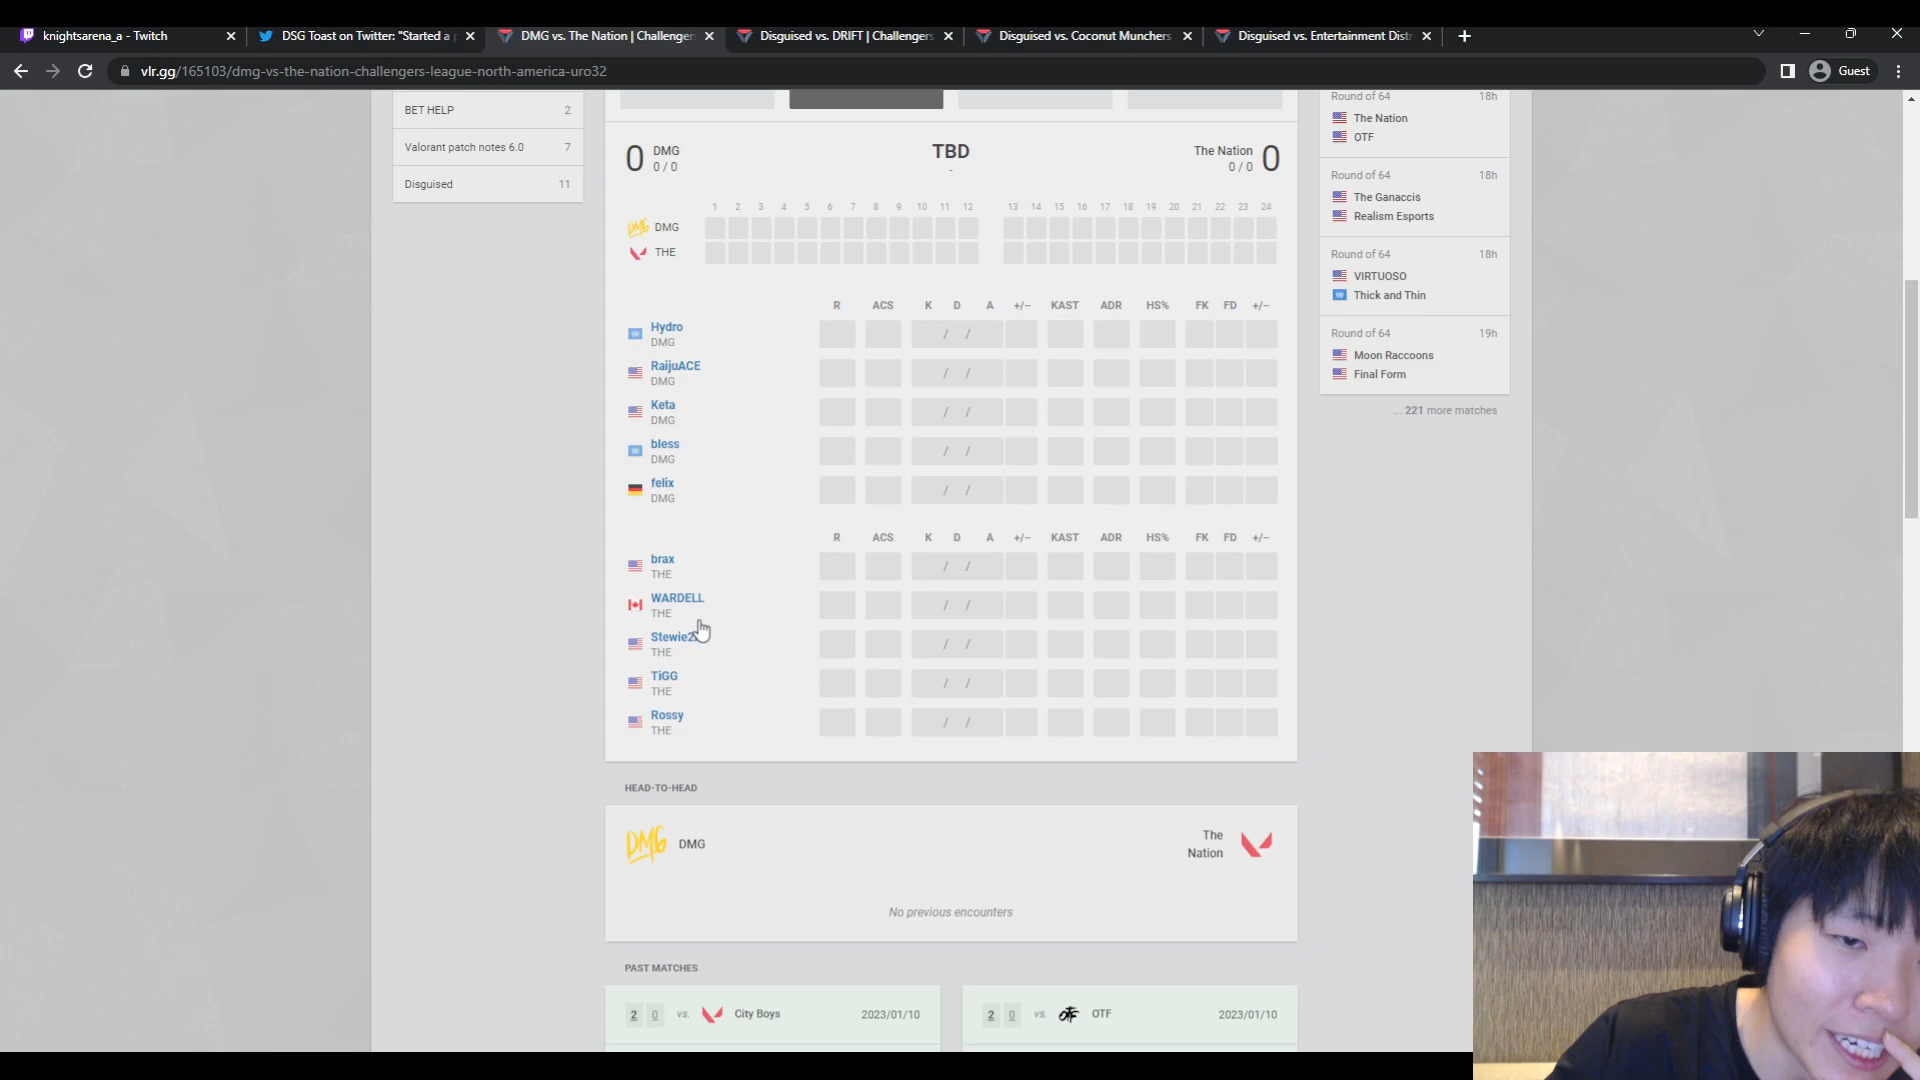 knightsarena_a - Twitch
DSG Toast on Twitter: "Started a p
DMG vs. The Nation | Challenger
Disguised vs. DRIFT | Challengers
Disguised vs. Coconut Munchers
Disguised vs. Entertainment Distr
vlr.gg/165103/dmg-vs-the-nation-challengers-league-north-america-uro32
Guest
BET HELP 2
Valorant patch notes 6.0 7
Disguised 11
0 DMG 0 / 0
TBD
-
The Nation 0 / 0 0
1 2 3 4 5 6 7 8 9 10 11 12 13 14 15 16 17 18 19 20 21 22 23 24
DMG DMG
THE
R ACS K D A +/– KAST ADR HS% FK FD +/–
Hydro / /
DMG
RaijuACE / /
DMG
Keta / /
DMG
bless / /
DMG
felix / /
DMG
R ACS K D A +/– KAST ADR HS% FK FD +/–
brax / /
THE
WARDELL / /
THE
Stewie2 / /
THE
TiGG / /
THE
Rossy / /
THE
HEAD-TO-HEAD
DMG DMG
The
Nation
No previous encounters
PAST MATCHES
2 0 vs. City Boys 2023/01/10
2 0 vs. OTF OTF 2023/01/10
Round of 64 18h
The Nation
OTF
Round of 64 18h
The Ganaccis
Realism Esports
Round of 64 18h
VIRTUOSO
Thick and Thin
Round of 64 19h
Moon Raccoons
Final Form
... 221 more matches